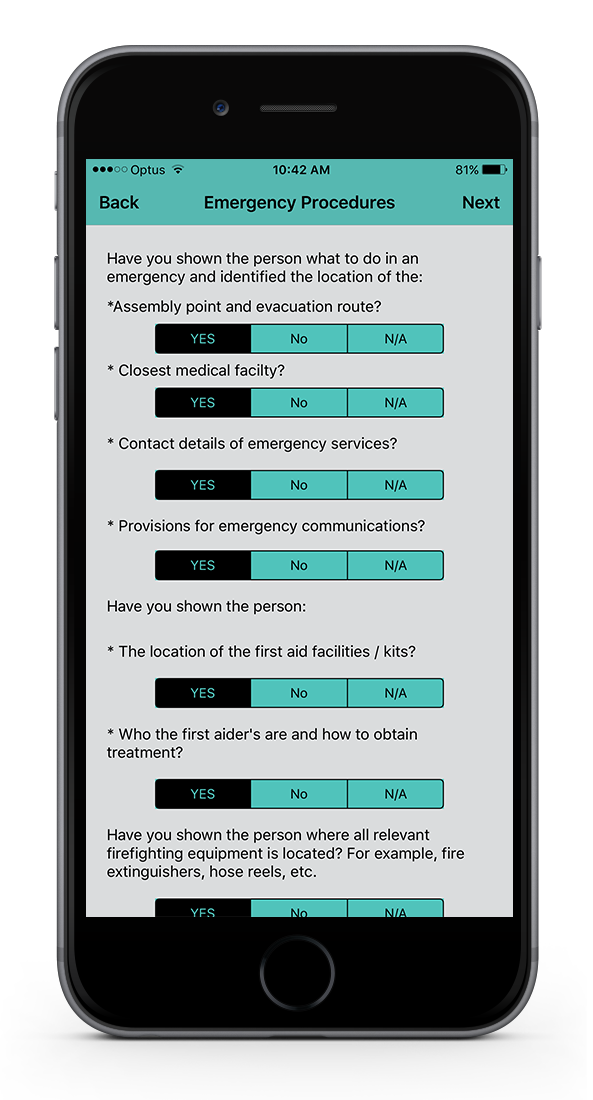 Optus 10:42 AM 81%
Back Emergency Procedures Next
Have you shown the person what to do in an
emergency and identified the location of the:
*Assembly point and evacuation route?
YES No N/A
* Closest medical facilty?
YES No N/A
* Contact details of emergency services?
YES No N/A
* Provisions for emergency communications?
YES No N/A
Have you shown the person:
* The location of the first aid facilities / kits?
YES No N/A
* Who the first aider's are and how to obtain
treatment?
YES No N/A
Have you shown the person where all relevant
firefighting equipment is located? For example, fire
extinguishers, hose reels, etc.
YES No N/A